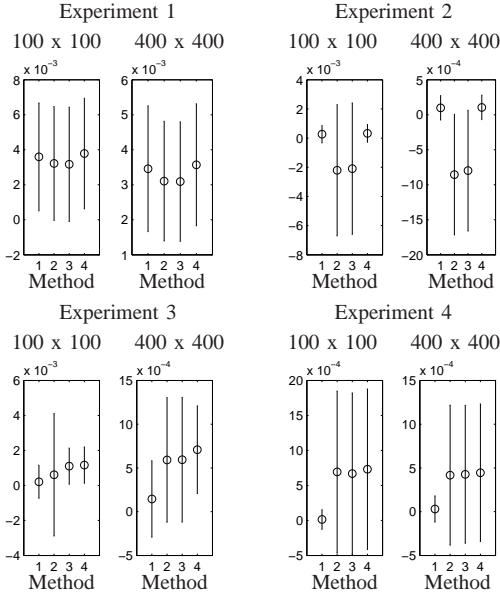 Experiment 1
100 x 100
400 x 400
x 10⁻³
8
6
4
2
0
−2
1 2 3 4
Method
x 10⁻³
6
5
4
3
2
1
1 2 3 4
Method
Experiment 2
100 x 100
400 x 400
x 10⁻³
4
2
0
−2
−4
−6
−8
1 2 3 4
Method
x 10⁻⁴
5
0
−5
−10
−15
−20
1 2 3 4
Method
Experiment 3
100 x 100
400 x 400
x 10⁻³
6
4
2
0
−2
−4
1 2 3 4
Method
x 10⁻⁴
15
10
5
0
−5
1 2 3 4
Method
Experiment 4
100 x 100
400 x 400
x 10⁻⁴
20
15
10
5
0
−5
1 2 3 4
Method
x 10⁻⁴
15
10
5
0
−5
1 2 3 4
Method